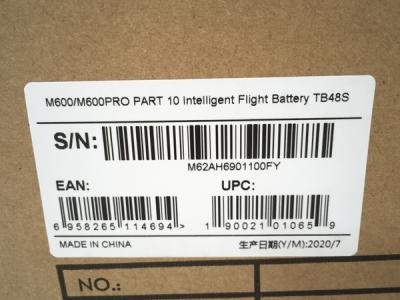 M600/M600PRO PART 10 Intelligent Flight Battery TB48S
S/N:
M62AH6901100FY
EAN: UPC:
6 958265 114694 > 1 90021 01065 9
MADE IN CHINA 生产日期(Y/M):2020/7
NO.: